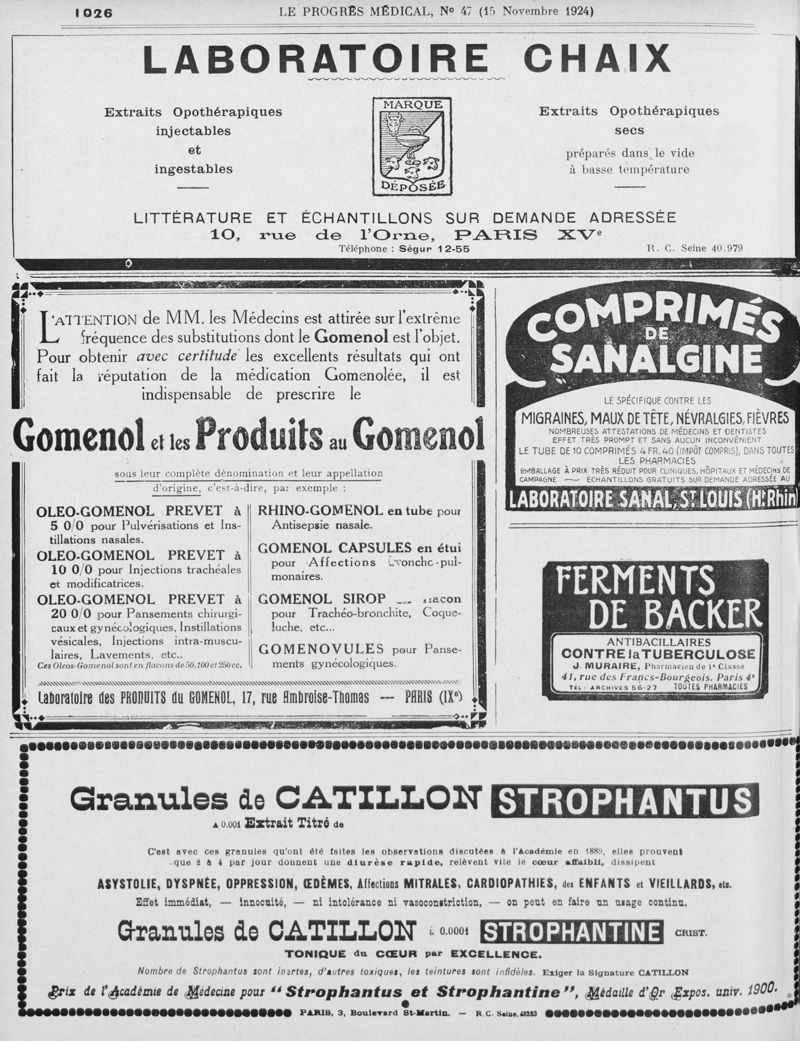 1026
LE PROGRÈS MÉDICAL, No 47 (15 Novembre 1924)
LABORATOIRE CHAIX
Extraits Opothérapiques
injectables
et
ingestables
MARQUE
DÉPOSÉE
Extraits Opothérapiques
secs
préparés dans le vide
à basse température
LITTÉRATURE ET ÉCHANTILLONS SUR DEMANDE ADRESSÉE
10, rue de l'Orne, PARIS XVe
Téléphone : Ségur 12-55
R. C. Seine 40.979
L'ATTENTION de MM. les Médecins est attirée sur l'extrême
fréquence des substitutions dont le Gomenol est l'objet.
Pour obtenir avec certitude les excellents résultats qui ont
fait la réputation de la médication Gomenolée, il est
indispensable de prescrire le
Gomenol et les Produits au Gomenol
sous leur complète dénomination et leur appellation
d'origine, c'est-à-dire, par exemple :
OLEO-GOMENOL PREVET à
5 0/0 pour Pulvérisations et Ins-
tillations nasales.
OLEO-GOMENOL PREVET à
10 0/0 pour Injections trachéales
et modificatrices.
OLEO-GOMENOL PREVET à
20 0/0 pour Pansements chirurgi-
caux et gynécologiques, Instillations
vésicales, Injections intra-muscu-
laires, Lavements, etc..
Ces Oleos-Gomenol sont en flacons de 50, 100 et 250 cc.
RHINO-GOMENOL en tube pour
Antisepsie nasale.
GOMENOL CAPSULES en étui
pour Affections broncho-pul-
monaires.
GOMENOL SIROP flacon
pour Trachéo-bronchite, Coque-
luche, etc...
GOMENOVULES pour Panse-
ments gynécologiques.
Laboratoire des PRODUITS du GOMENOL, 17, rue Ambroise-Thomas — PARIS (IXe)
COMPRIMÉS
DE
SANALGINE
LE SPÉCIFIQUE CONTRE LES
MIGRAINES, MAUX DE TÊTE, NÉVRALGIES, FIÈVRES
NOMBREUSES ATTESTATIONS DE MÉDECINS ET DENTISTES
EFFET TRÈS PROMPT ET SANS AUCUN INCONVÉNIENT
LE TUBE DE 10 COMPRIMÉS 4 FR. 40 (IMPÔT COMPRIS), DANS TOUTES
LES PHARMACIES
EMBALLAGE À PRIX TRÈS RÉDUIT POUR CLINIQUES, HÔPITAUX ET MÉDECINS DE
CAMPAGNE — ECHANTILLONS GRATUITS SUR DEMANDE ADRESSÉE AU
LABORATOIRE SANAL, ST LOUIS (Ht Rhin)
FERMENTS
DE BACKER
ANTIBACILLAIRES
CONTRE la TUBERCULOSE
J. MURAIRE, Pharmacien de 1e Classe
41, rue des Francs-Bourgeois. Paris 4e
TÉL: ARCHIVES 56-27 TOUTES PHARMACIES
Granules de CATILLON STROPHANTUS
A 0.001 Extrait Titré de
C'est avec ces granules qu'ont été faites les observations discutées à l'Académie en 1889, elles prouvent
que 2 à 4 par jour donnent une diurèse rapide, relèvent vite le cœur affaibli, dissipent
ASYSTOLIE, DYSPNÉE, OPPRESSION, ŒDÈMES, Affections MITRALES, CARDIOPATHIES, des ENFANTS et VIEILLARDS, etc.
Effet immédiat, — innocuité, — ni intolérance ni vasoconstriction, — on peut en faire un usage continu.
Granules de CATILLON à 0.0001 STROPHANTINE CRIST.
TONIQUE du CŒUR par EXCELLENCE.
Nombre de Strophantus sont inertes, d'autres toxiques, les teintures sont infidèles. Exiger la Signature CATILLON
Prix de l'Académie de Médecine pour "Strophantus et Strophantine", Médaille d'Or Expos. univ. 1900.
PARIS, 3, Boulevard St-Martin. — R.C. Seine, 48283